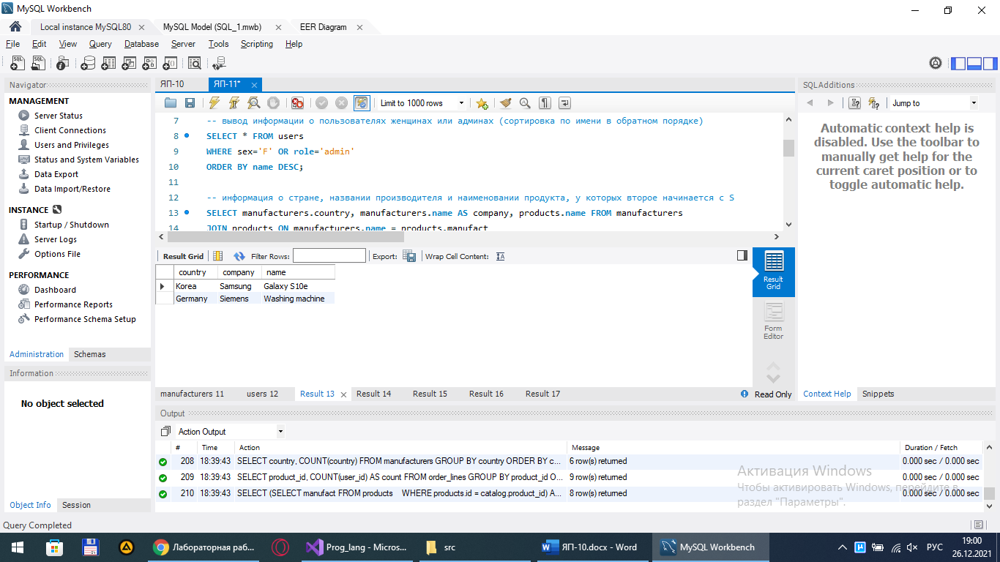 MySQL Workbench
Local instance MySQL80 MySQL Model (SQL_1.mwb) EER Diagram
File Edit View Query Database Server Tools Scripting Help
Navigator
MANAGEMENT
Server Status
Client Connections
Users and Privileges
Status and System Variables
Data Export
Data Import/Restore
INSTANCE
Startup / Shutdown
Server Logs
Options File
PERFORMANCE
Dashboard
Performance Reports
Performance Schema Setup
Administration Schemas
Information
No object selected
Object Info Session
ЯП-10 ЯП-11*
Limit to 1000 rows
7 -- вывод информации о пользователях женщинах или админах (сортировка по имени в обратном порядке)
8 SELECT * FROM users
9 WHERE sex='F' OR role='admin'
10 ORDER BY name DESC;
11
12 -- информация о стране, названии производителя и наименовании продукта, у которых второе начинается с S
13 SELECT manufacturers.country, manufacturers.name AS company, products.name FROM manufacturers
14 JOIN products ON manufacturers.name = products.manufact
Result Grid Filter Rows: Export: Wrap Cell Content:
country company name
Korea Samsung Galaxy S10e
Germany Siemens Washing machine
Result Grid
Form Editor
manufacturers 11 users 12 Result 13 Result 14 Result 15 Result 16 Result 17 Read Only
SQLAdditions
Jump to
Automatic context help is
disabled. Use the toolbar to
manually get help for the
current caret position or to
toggle automatic help.
Context Help Snippets
Output
Action Output
# Time Action Message Duration / Fetch
208 18:39:43 SELECT country, COUNT(country) FROM manufacturers GROUP BY country ORDER BY c... 6 row(s) returned 0.000 sec / 0.000 sec
209 18:39:43 SELECT product_id, COUNT(user_id) AS count FROM order_lines GROUP BY product_id O... 9 row(s) returned 0.000 sec / 0.000 sec
210 18:39:43 SELECT (SELECT manufact FROM products WHERE products.id = catalog.product_id) A... 8 row(s) returned 0.000 sec / 0.000 sec
Активация Windows
Чтобы активировать Windows, перейдите в
раздел "Параметры".
Query Completed
Лабораторная раб... Prog_lang - Micros... src ЯП-10.docx - Word MySQL Workbench РУС 19:00
26.12.2021